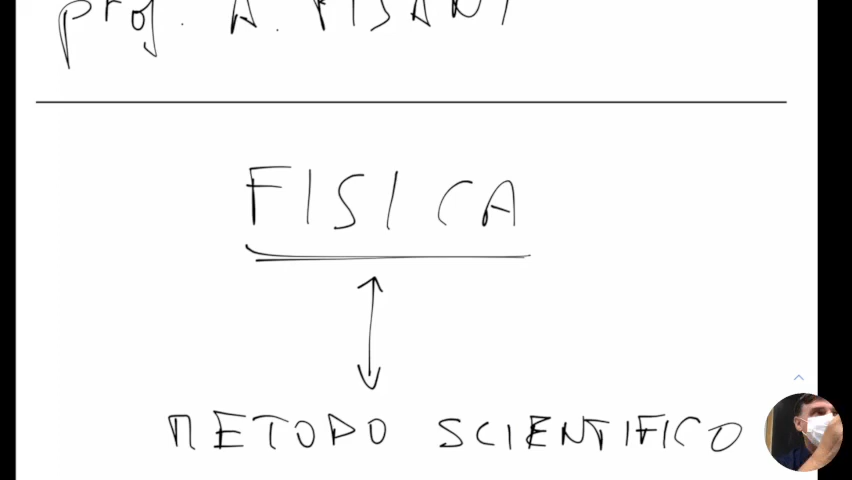 prof. A. PISANI
FISICA
METODO SCIENTIFICO